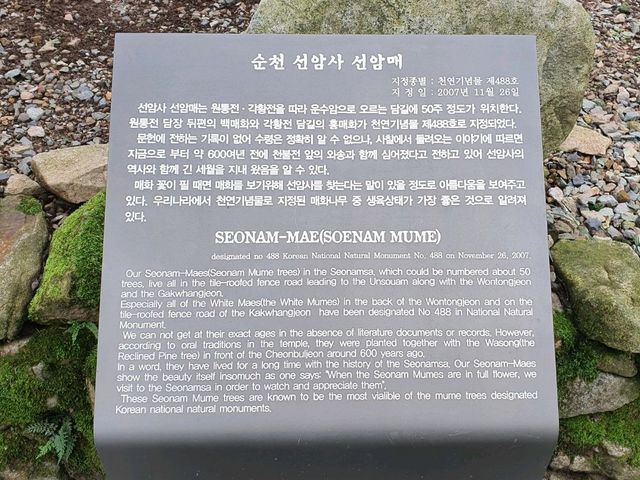 순천 선암사 선암매
지정종별 : 천연기념물 제488호
지 정 일 : 2007년 11월 26일
선암사 선암매는 원통전·각황전을 따라 운수암으로 오르는 담길에 50주 정도가 위치한다.
원통전 담장 뒤편의 백매화와 각황전 담길의 홍매화가 천연기념물 제488호로 지정되었다.
문헌에 전하는 기록이 없어 수령은 정확히 알 수 없으나, 사찰에서 들려오는 이야기에 따르면
지금으로 부터 약 600여년 전에 천불전 앞의 와송과 함께 심어졌다고 전하고 있어 선암사의
역사와 함께 긴 세월을 지내 왔음을 알 수 있다.
매화 꽃이 필 때면 매화를 보기위해 선암사를 찾는다는 말이 있을 정도로 아름다움을 보여주고
있다. 우리나라에서 천연기념물로 지정된 매화나무 중 생육상태가 가장 좋은 것으로 알려져
있다.
SEONAM-MAE(SOENAM MUME)
designated no 488 Korean National Natural Monument No. 488 on November 26, 2007.
Our Seonam-Maes(Seonam Mume trees) in the Seonamsa, which could be numbered about 50
trees, live all in the tile-roofed fence road leading to the Unsouam along with the Wontongjeon
and the Gakwhangjeon.
Especially all of the White Maes(the White Mumes) in the back of the Wontongjeon and on the
tile-roofed fence road of the Kakwhangjeon have been designated No 488 in National Natural
Monument.
We can not get at their exact ages in the absence of literature documents or records. However,
according to oral traditions in the temple, they were planted together with the Wasong(the
Reclined Pine tree) in front of the Cheonbuljeon around 600 years ago.
In a word, they have lived for a long time with the history of the Seonamsa. Our Seonam-Maes
show the beauty itself insomuch as one says: "When the Seonam Mumes are in full flower, we
visit to the Seonamsa in order to watch and appreciate them".
These Seonam Mume trees are known to be the most vialible of the mume trees designated
Korean national natural monuments.